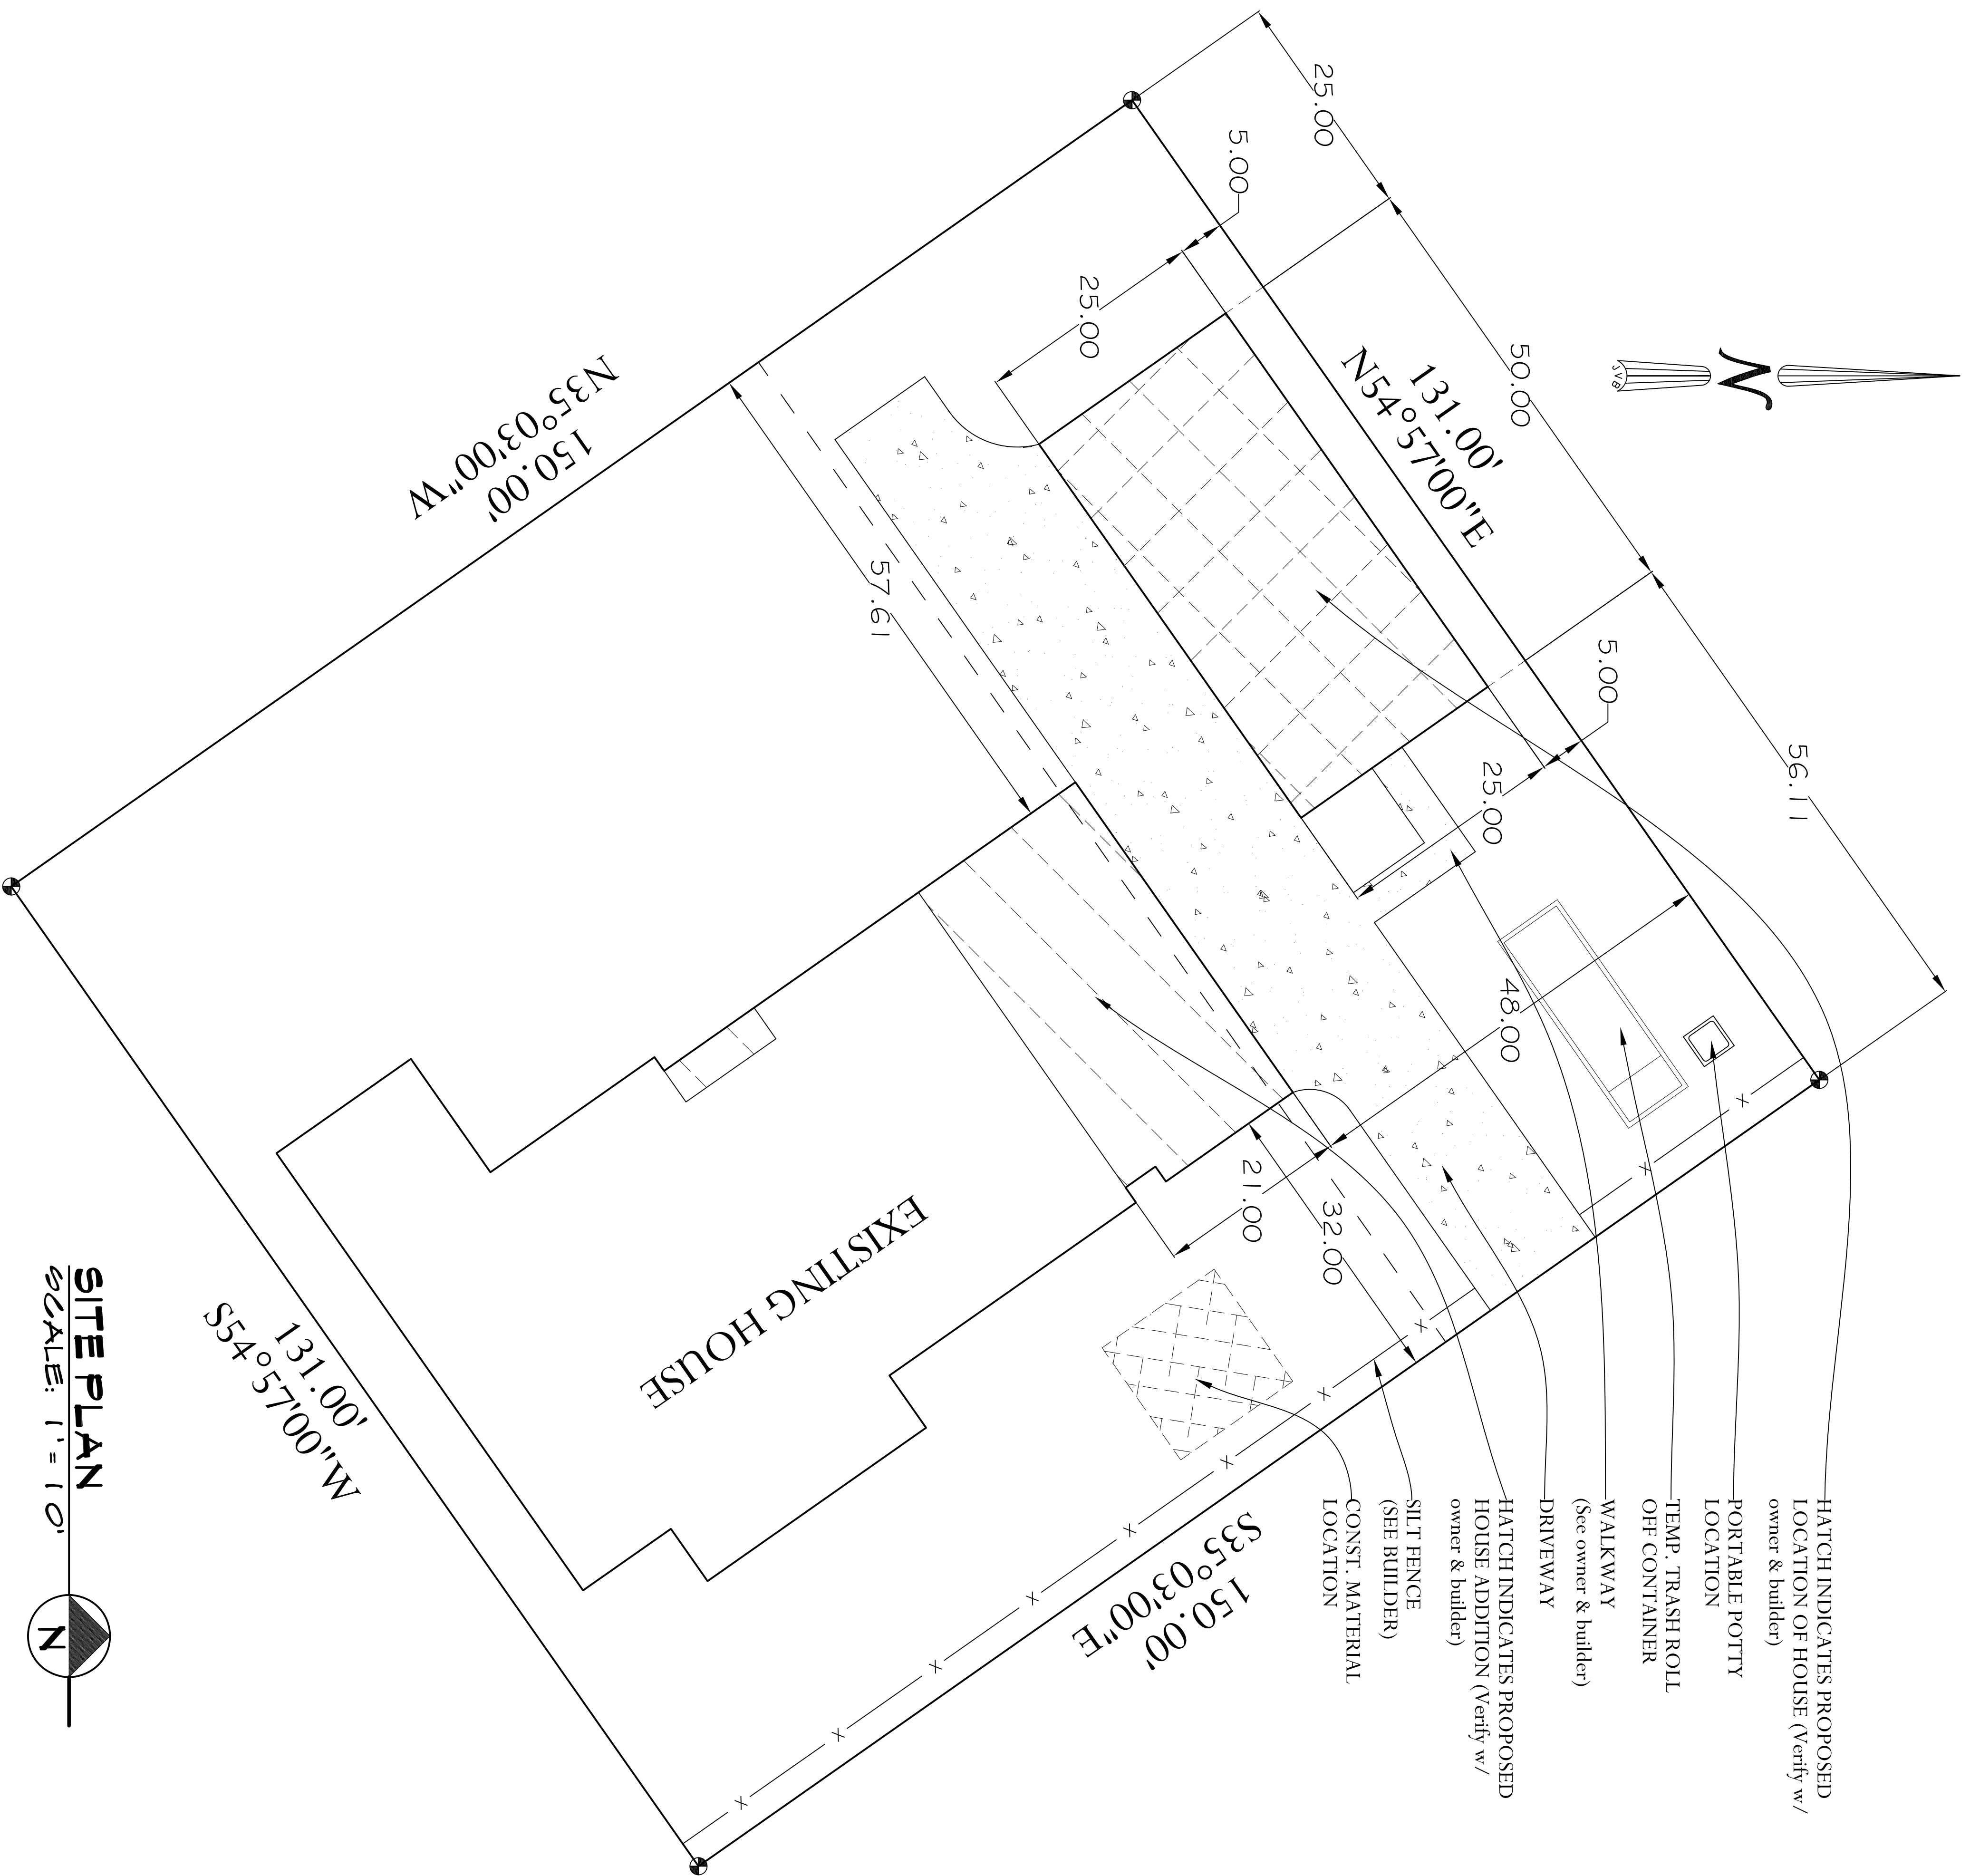 HATCH INDICATES PROPOSED
LOCATION OF HOUSE (Verify w/
owner & builder)
PORTABLE POTTY
LOCATION
TEMP. TRASH ROLL
OFF CONTAINER
WALKWAY
(See owner & builder)
DRIVEWAY
HATCH INDICATES PROPOSED
HOUSE ADDITION (Verify w/
owner & builder)
SILT FENCE
(SEE BUILDER)
CONST. MATERIAL
LOCATION
N
JVB
56.11
50.00
25.00
5.00
5.00
131.00'
N54°57'00"E
25.00
25.00
48.00
57.61
32.00
21.00
N35°03'00"W
150.00'
S35°03'00"E
150.00'
EXISTING HOUSE
131.00'
S54°57'00"W
X
X
X
X
X
X
X
X
X
X
SITE PLAN
SCALE: 1' = 10'
N